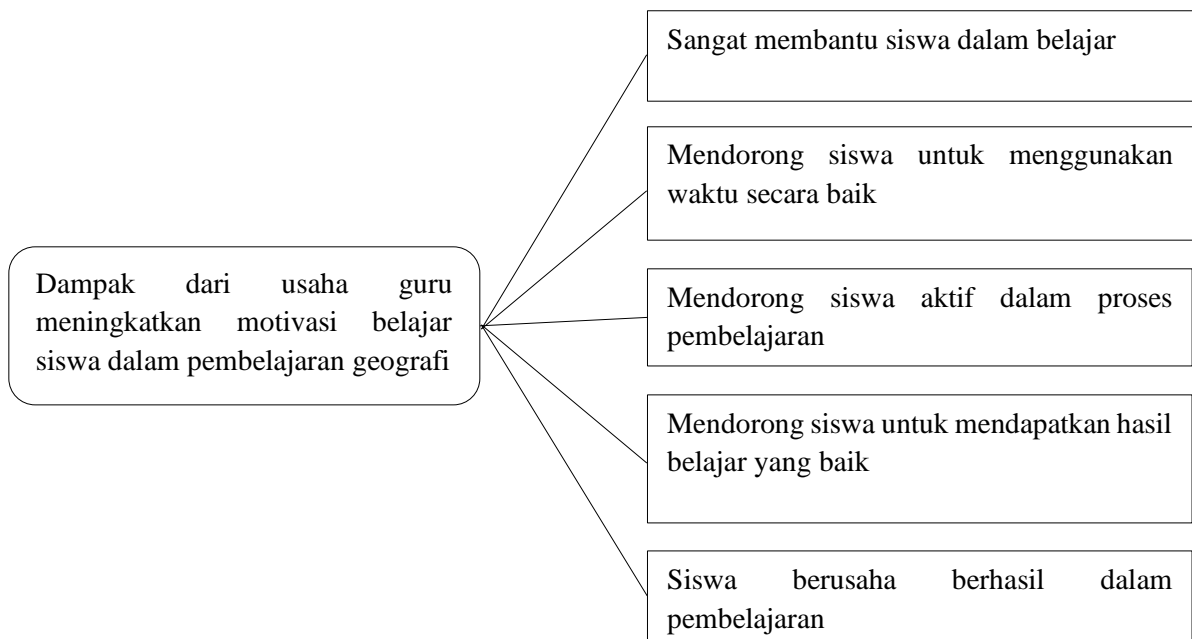 Sangat membantu siswa dalam belajar
Mendorong siswa untuk menggunakan
waktu secara baik
Dampak dari usaha guru
meningkatkan motivasi belajar
siswa dalam pembelajaran geografi
Mendorong siswa aktif dalam proses
pembelajaran
Mendorong siswa untuk mendapatkan hasil
belajar yang baik
Siswa berusaha berhasil dalam
pembelajaran